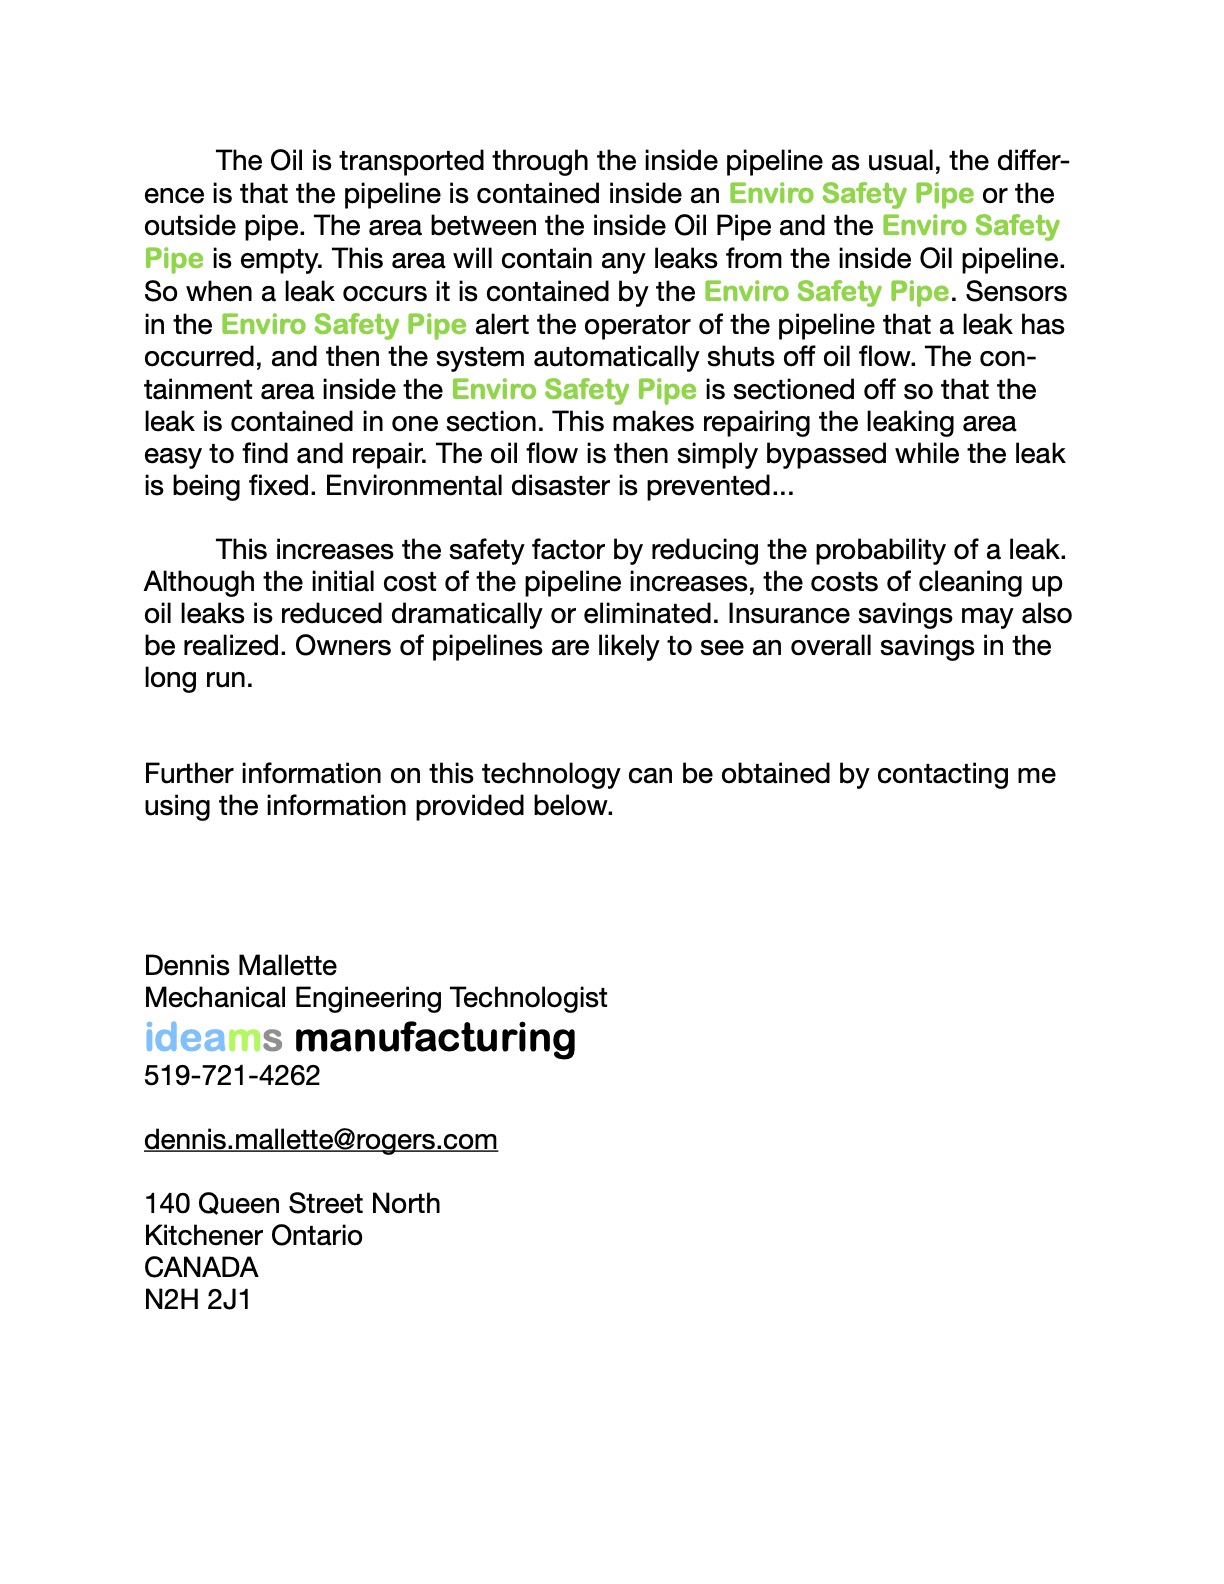 The Oil is transported through the inside pipeline as usual, the differ-
ence is that the pipeline is contained inside an Enviro Safety Pipe or the
outside pipe. The area between the inside Oil Pipe and the Enviro Safety
Pipe is empty. This area will contain any leaks from the inside Oil pipeline.
So when a leak occurs it is contained by the Enviro Safety Pipe. Sensors
in the Enviro Safety Pipe alert the operator of the pipeline that a leak has
occurred, and then the system automatically shuts off oil flow. The con-
tainment area inside the Enviro Safety Pipe is sectioned off so that the
leak is contained in one section. This makes repairing the leaking area
easy to find and repair. The oil flow is then simply bypassed while the leak
is being fixed. Environmental disaster is prevented...
This increases the safety factor by reducing the probability of a leak.
Although the initial cost of the pipeline increases, the costs of cleaning up
oil leaks is reduced dramatically or eliminated. Insurance savings may also
be realized. Owners of pipelines are likely to see an overall savings in the
long run.
Further information on this technology can be obtained by contacting me
using the information provided below.
Dennis Mallette
Mechanical Engineering Technologist
ideams manufacturing
519-721-4262
dennis.mallette@rogers.com
140 Queen Street North
Kitchener Ontario
CANADA
N2H 2J1